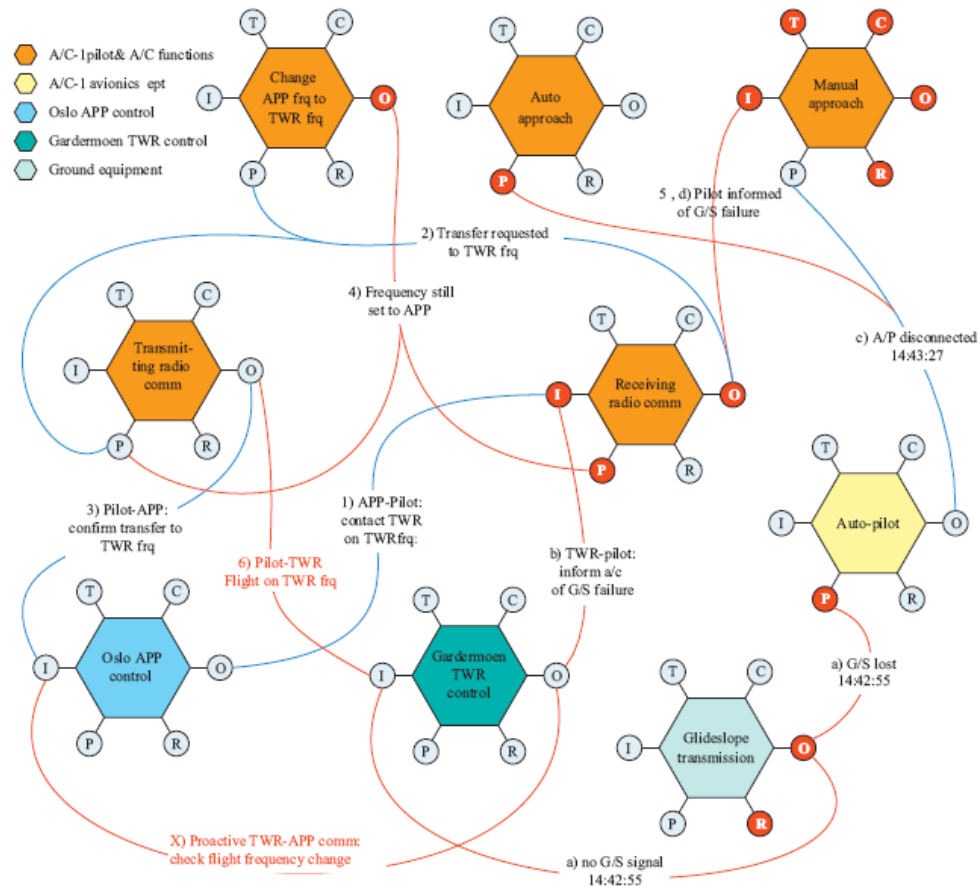 A/C-1pilot& A/C functions
A/C-1 avionics ept
Oslo APP control
Gardermoen TWR control
Ground equipment
T
C
I
Change
APP frq to
TWR frq
O
P
R
T
C
I
Auto
approach
O
P
R
T
C
I
Manual
approach
O
P
R
5 , d) Pilot informed
of G/S failure
2) Transfer requested
to TWR frq
4) Frequency still
set to APP
c) A/P disconnected
14:43:27
T
C
I
Transmit-
ting radio
comm
O
P
R
T
C
I
Receiving
radio comm
O
P
R
3) Pilot-APP:
confirm transfer to
TWR frq
1) APP-Pilot:
contact TWR
on TWRfrq:
6) Pilot-TWR
Flight on TWR frq
b) TWR-pilot:
inform a/c
of G/S failure
T
C
I
Auto-pilot
O
P
R
T
C
I
Oslo APP
control
O
P
R
T
C
I
Gardermoen
TWR
control
O
P
R
a) G/S lost
14:42:55
T
C
I
Glideslope
transmission
O
P
R
X) Proactive TWR-APP comm:
check flight frequency change
a) no G/S signal
14:42:55